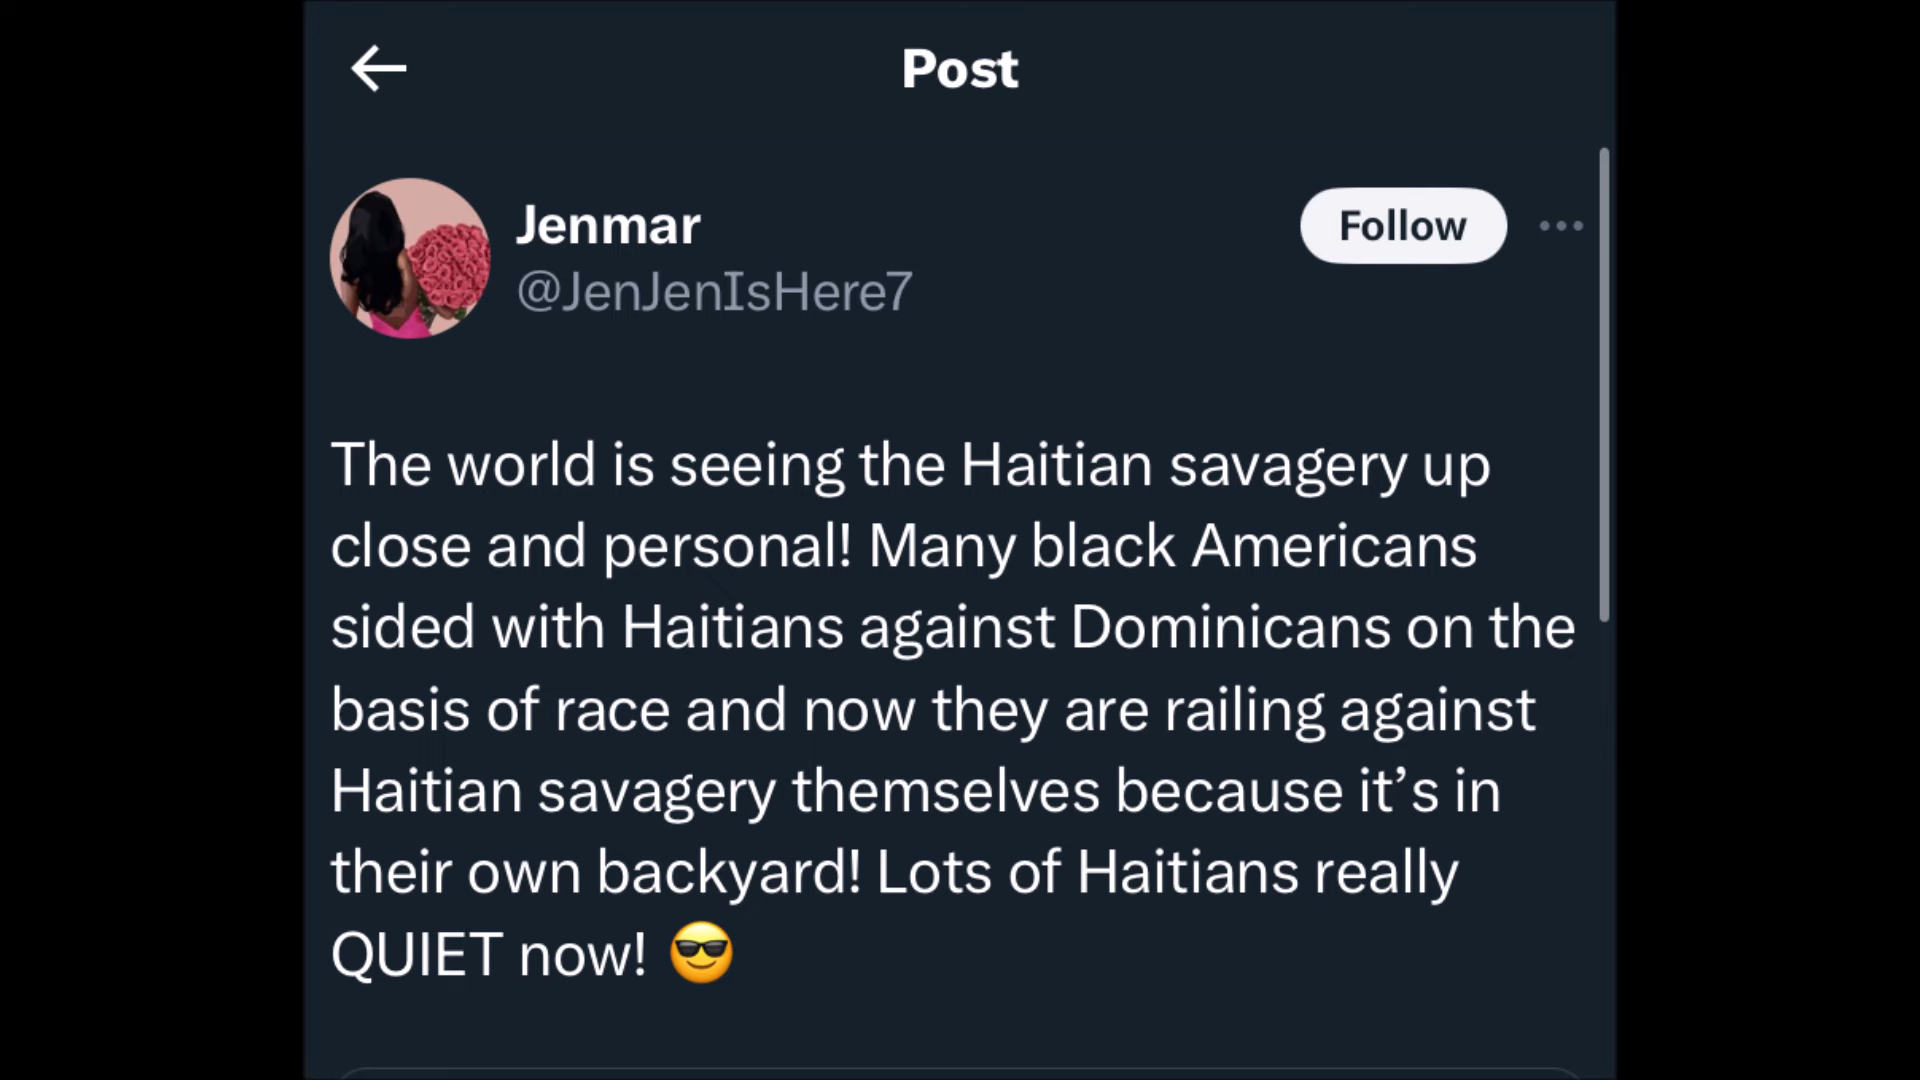 Post
Jenmar
Follow
@JenJenIsHere7
The world is seeing the Haitian savagery up
close and personal! Many black Americans
sided with Haitians against Dominicans on the
basis of race and now they are railing against
Haitian savagery themselves because it’s in
their own backyard! Lots of Haitians really
QUIET now! 😎